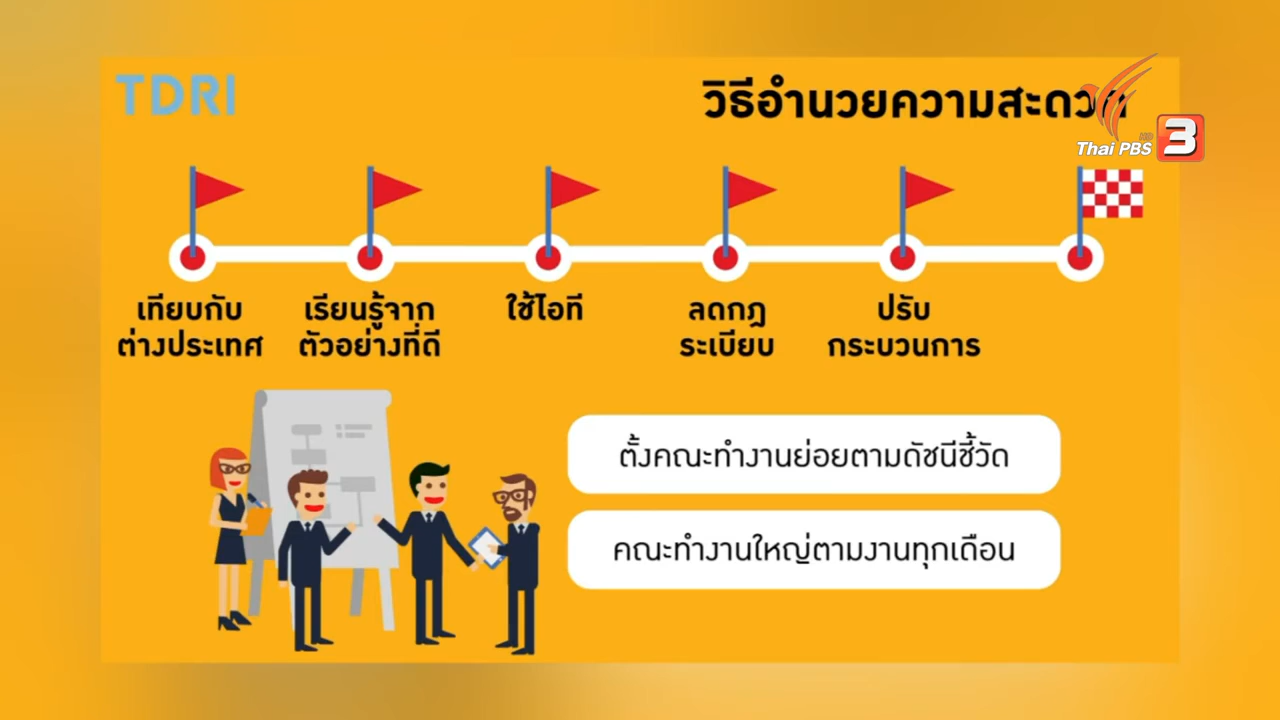 TDRI
วิธีอำนวยความสะดวก
HD
Thai PBS 3
เทียบกับ
ต่างประเทศ
เรียนรู้จาก
ตัวอย่างที่ดี
ใช้ไอที
ลดกฎ
ระเบียบ
ปรับ
กระบวนการ
ตั้งคณะทำงานย่อยตามดัชนีชี้วัด
คณะทำงานใหญ่ตามงานทุกเดือน